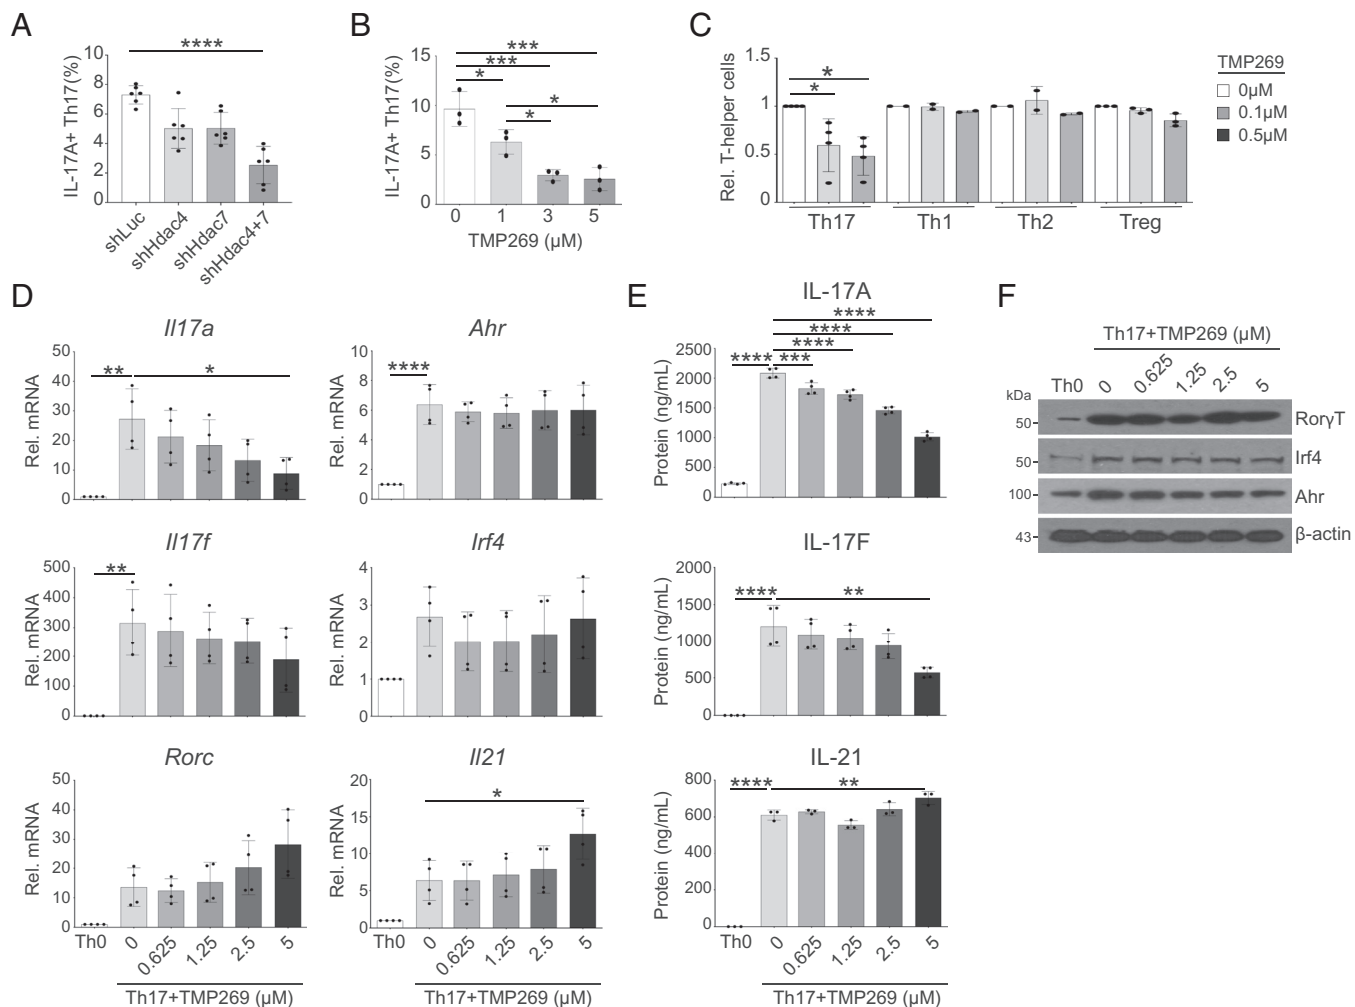 A
****
IL-17A+ Th17(%)
10
8
6
4
2
0
shLuc
shHdac4
shHdac7
shHdac4+7
B
***
***
*
*
*
IL-17A+ Th17(%)
15
10
5
0
0 1 3 5
TMP269 (µM)
C
*
*
Rel. T-helper cells
1.5
1
0.5
0
Th17 Th1 Th2 Treg
TMP269
0µM
0.1µM
0.5µM
D
Il17a
** *
Rel. mRNA
50
40
30
20
10
0
Ahr
****
Rel. mRNA
10
8
6
4
2
0
Il17f
**
Rel. mRNA
500
400
300
200
100
0
Irf4
Rel. mRNA
4
3
2
1
0
Rorc
Rel. mRNA
50
40
30
20
10
0
Th0 0 0.625 1.25 2.5 5
Th17+TMP269 (µM)
Il21
*
Rel. mRNA
20
15
10
5
0
Th0 0 0.625 1.25 2.5 5
Th17+TMP269 (µM)
E
IL-17A
****
****
****
**** ***
Protein (ng/mL)
2500
2000
1500
1000
500
0
IL-17F
**** **
Protein (ng/mL)
2000
1500
1000
500
0
IL-21
**** **
Protein (ng/mL)
800
600
400
200
0
Th0 0 0.625 1.25 2.5 5
Th17+TMP269 (µM)
F
Th17+TMP269 (µM)
kDa Th0 0 0.625 1.25 2.5 5
50 RorγT
50 Irf4
100 Ahr
43 β-actin